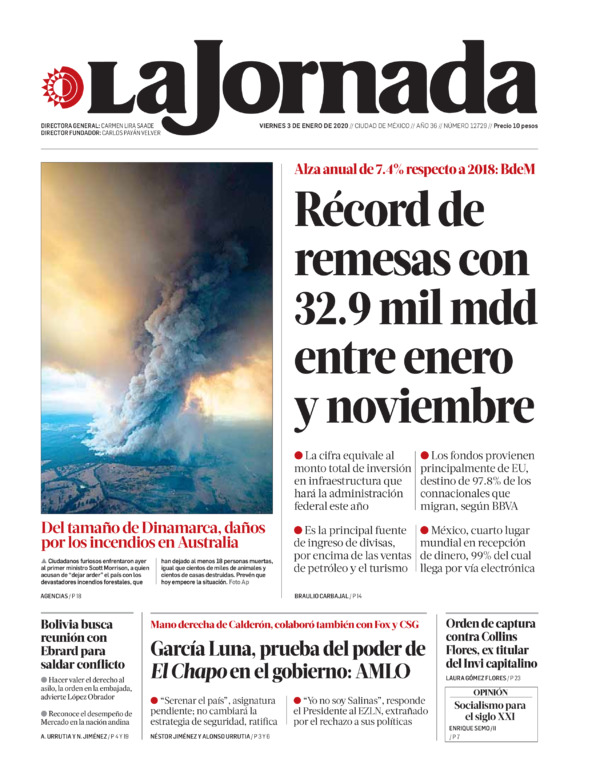 La Jornada
DIRECTORA GENERAL: CARMEN LIRA SAADE
DIRECTOR FUNDADOR: CARLOS PAYÁN VELVER
VIERNES 3 DE ENERO DE 2020 // CIUDAD DE MÉXICO // AÑO 36 // NÚMERO 12729 // Precio 10 pesos
Alza anual de 7.4% respecto a 2018: BdeM
Récord de
remesas con
32.9 mil mdd
entre enero
y noviembre
● La cifra equivale al
monto total de inversión
en infraestructura que
hará la administración
federal este año
● Es la principal fuente
de ingreso de divisas,
por encima de las ventas
de petróleo y el turismo
● Los fondos provienen
principalmente de EU,
destino de 97.8% de los
connacionales que
migran, según BBVA
● México, cuarto lugar
mundial en recepción
de dinero, 99% del cual
llega por vía electrónica
BRAULIO CARBAJAL / P 14
Del tamaño de Dinamarca, daños
por los incendios en Australia
▲ Ciudadanos furiosos enfrentaron ayer
al primer ministro Scott Morrison, a quien
acusan de "dejar arder" el país con los
devastadores incendios forestales, que
han dejado al menos 18 personas muertas,
igual que cientos de miles de animales y
cientos de casas destruidas. Prevén que
hoy empeore la situación. Foto Ap
AGENCIAS / P 18
Bolivia busca
reunión con
Ebrard para
saldar conflicto
● Hacer valer el derecho al
asilo, la orden en la embajada,
advierte López Obrador
● Reconoce el desempeño de
Mercado en la nación andina
A. URRUTIA Y N. JIMÉNEZ / P 4 Y 19
Mano derecha de Calderón, colaboró también con Fox y CSG
García Luna, prueba del poder de
El Chapo en el gobierno: AMLO
● "Serenar el país", asignatura
pendiente; no cambiará la
estrategia de seguridad, ratifica
● "Yo no soy Salinas", responde
el Presidente al EZLN, extrañado
por el rechazo a sus políticas
NÉSTOR JIMÉNEZ Y ALONSO URRUTIA / P 3 Y 6
Orden de captura
contra Collins
Flores, ex titular
del Invi capitalino
LAURA GÓMEZ FLORES / P 23
OPINIÓN
Socialismo para
el siglo XXI
ENRIQUE SEMO /II
/ P 7